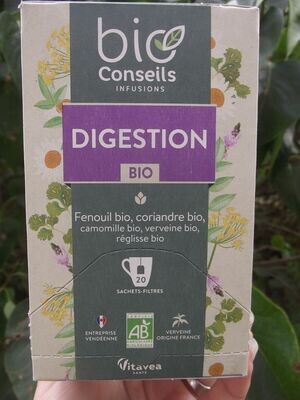 bio
Conseils
INFUSIONS
DIGESTION
BIO
Fenouil bio, coriandre bio,
camomille bio, verveine bio,
réglisse bio
20
SACHETS-FILTRES
ENTREPRISE
VENDÉENNE
AB
VERVEINE
ORIGINE FRANCE
Vitavea
SANTÉ